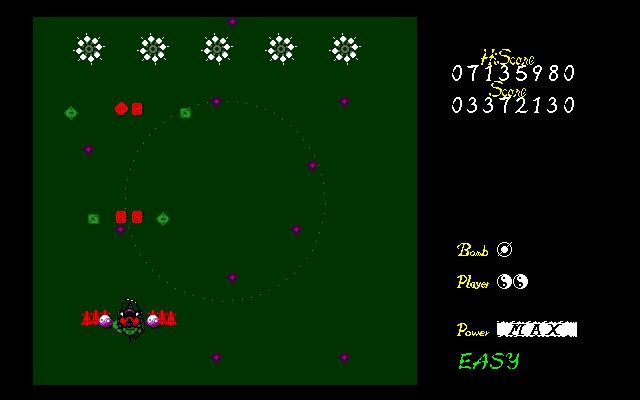 HiScore
07135980
Score
03372130
Bomb
Player
Power MAX
EASY